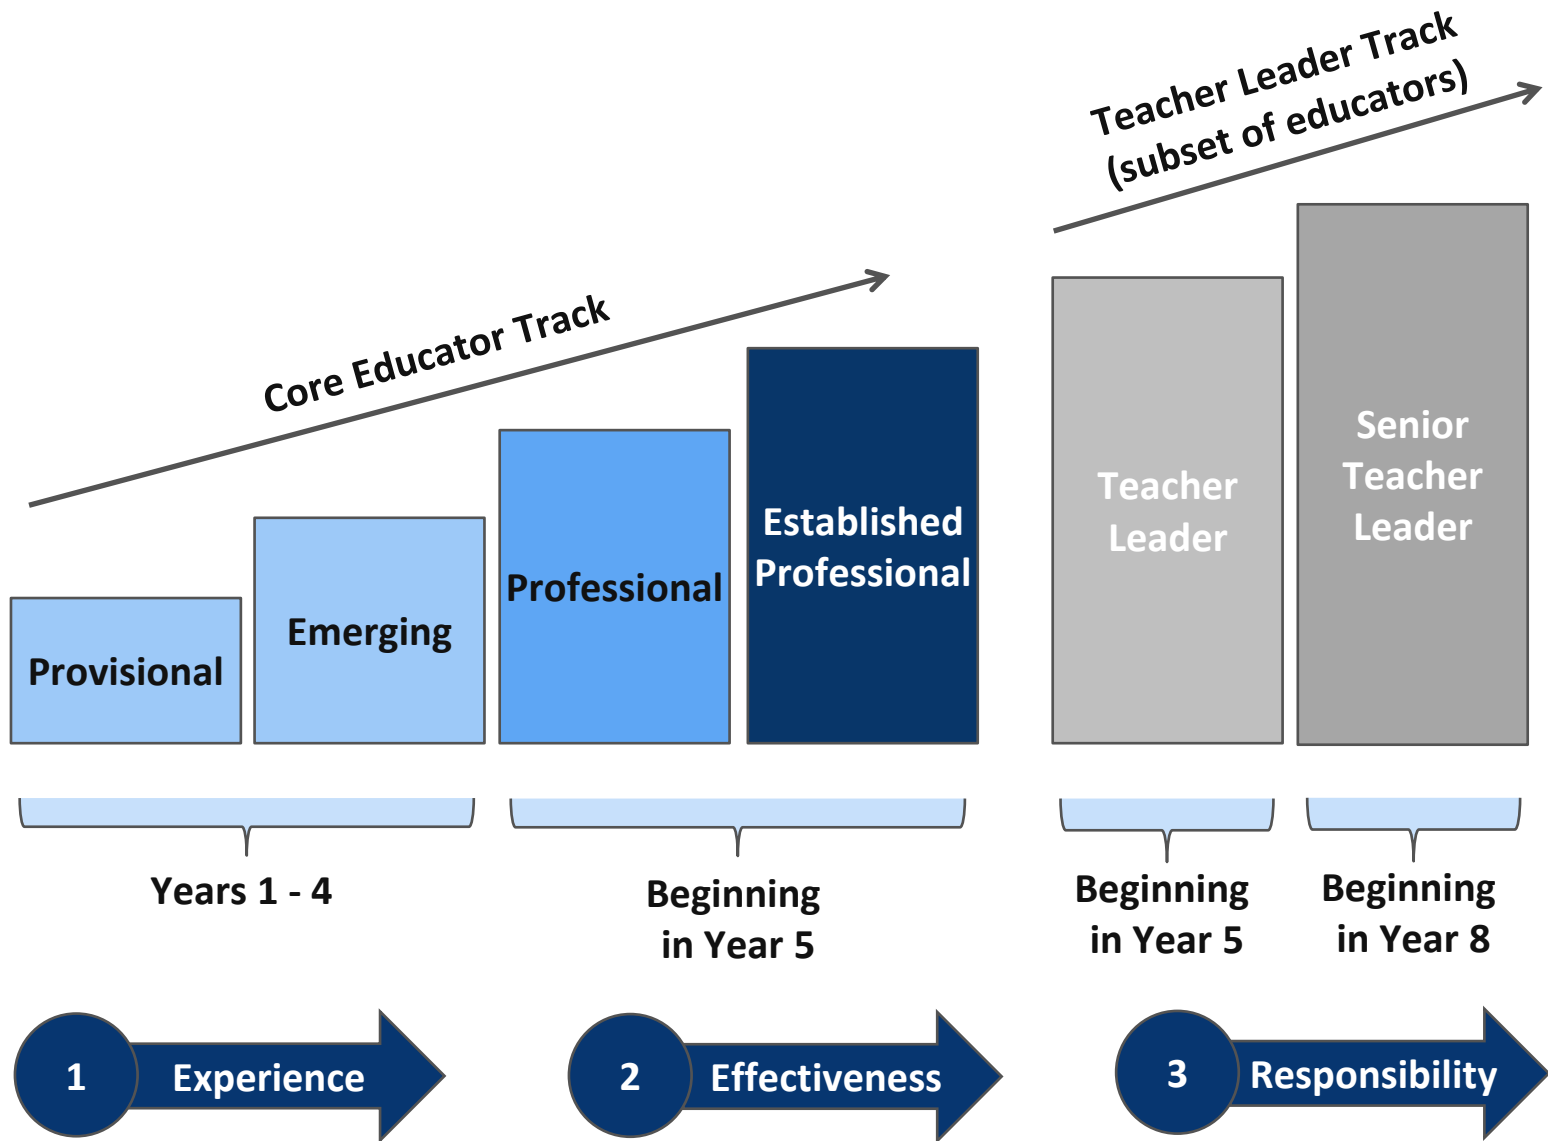 Teacher Leader Track
(subset of educators)
Core Educator Track
Provisional
Emerging
Professional
Established
Professional
Teacher
Leader
Senior
Teacher
Leader
Years 1 - 4
Beginning
in Year 5
Beginning
in Year 5
Beginning
in Year 8
1
Experience
2
Effectiveness
3
Responsibility